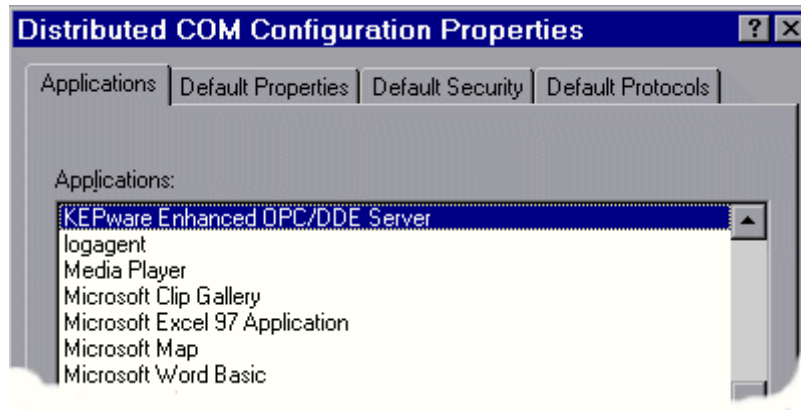 Distributed COM Configuration Properties
Applications Default Properties Default Security Default Protocols
Applications:
KEPware Enhanced OPC/DDE Server
logagent
Media Player
Microsoft Clip Gallery
Microsoft Excel 97 Application
Microsoft Map
Microsoft Word Basic